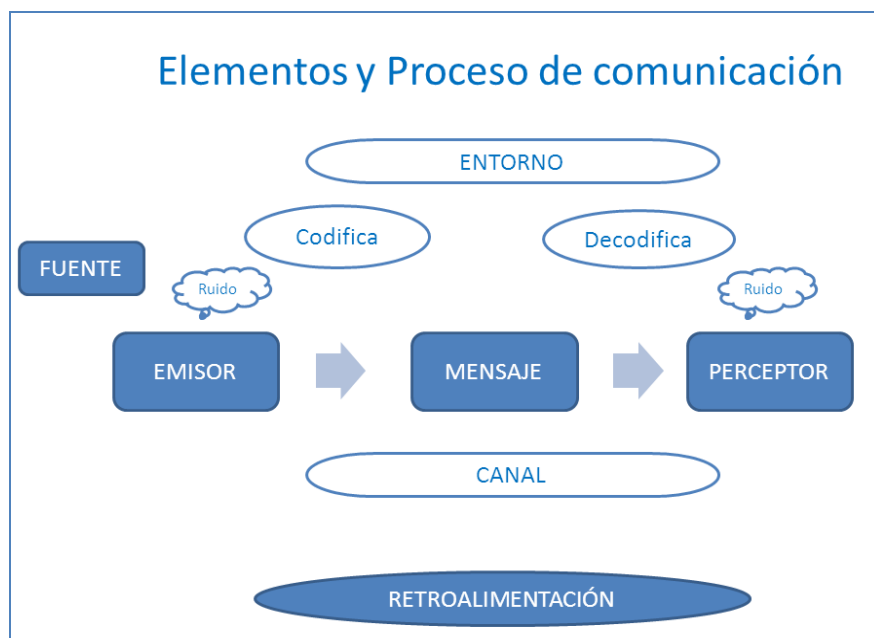 Elementos y Proceso de comunicación
ENTORNO
Codifica
Decodifica
FUENTE
Ruido
Ruido
EMISOR
MENSAJE
PERCEPTOR
CANAL
RETROALIMENTACIÓN